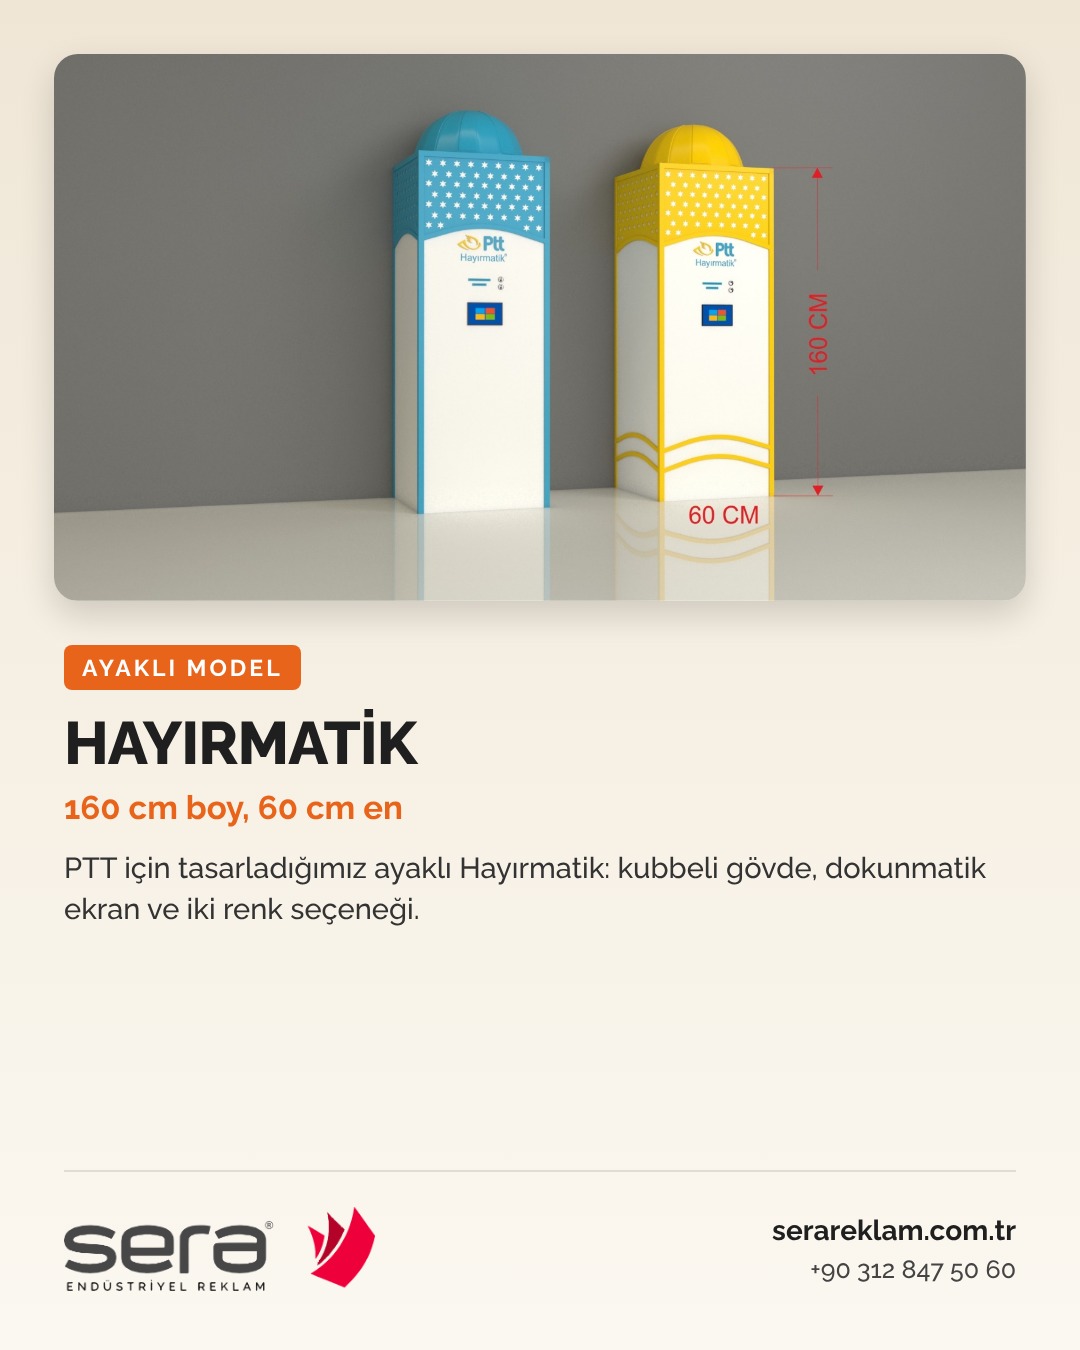 Ptt
Hayırmatik®
Ptt
Hayırmatik®
160 CM
60 CM
AYAKLI MODEL
HAYIRMATİK
160 cm boy, 60 cm en
PTT için tasarladığımız ayaklı Hayırmatik: kubbeli gövde, dokunmatik
ekran ve iki renk seçeneği.
sera®
ENDÜSTRİYEL REKLAM
serareklam.com.tr
+90 312 847 50 60